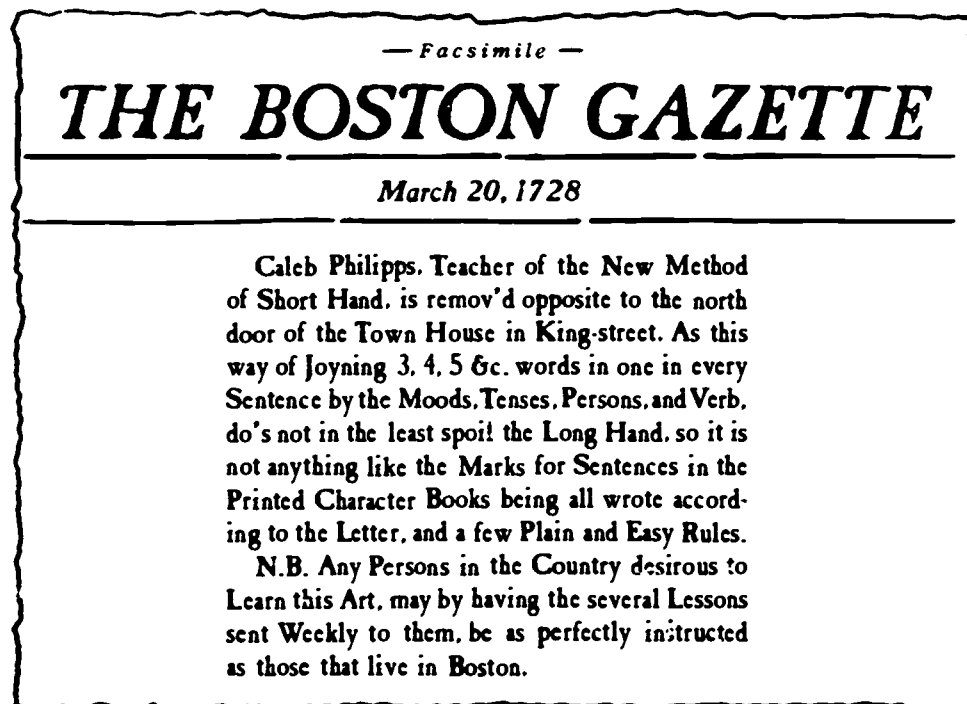 — Facsimile —
THE BOSTON GAZETTE
March 20, 1728
Caleb Philipps, Teacher of the New Method
of Short Hand, is remov'd opposite to the north
door of the Town House in King-street. As this
way of Joyning 3, 4, 5 &c. words in one in every
Sentence by the Moods, Tenses, Persons, and Verb,
do's not in the least spoil the Long Hand, so it is
not anything like the Marks for Sentences in the
Printed Character Books being all wrote accord-
ing to the Letter, and a few Plain and Easy Rules.
N.B. Any Persons in the Country desirous to
Learn this Art, may by having the several Lessons
sent Weekly to them, be as perfectly instructed
as those that live in Boston.